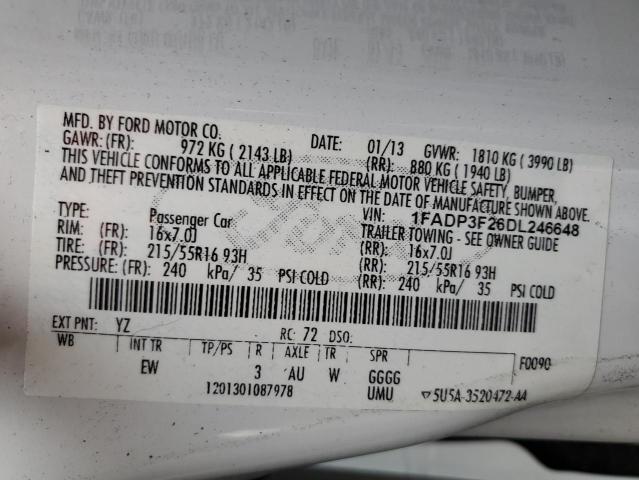 MFD. BY FORD MOTOR CO.
DATE: 01/13 GVWR: 1810 KG ( 3990 LB)
GAWR: (FR): 972 KG ( 2143 LB) (RR): 880 KG ( 1940 LB)
THIS VEHICLE CONFORMS TO ALL APPLICABLE FEDERAL MOTOR VEHICLE SAFETY, BUMPER,
AND THEFT PREVENTION STANDARDS IN EFFECT ON THE DATE OF MANUFACTURE SHOWN ABOVE.
VIN: 1FADP3F26DL246648
TYPE: Passenger Car TRAILER TOWING - SEE OWNER GUIDE
RIM: (FR): 16x7.0J (RR): 16x7.0J
TIRE: (FR): 215/55R16 93H (RR): 215/55R16 93H
PRESSURE: (FR): 240 kPa/ 35 PSI COLD (RR): 240 kPa/ 35 PSI COLD
EXT PNT: YZ RC: 72 DSO:
WB INT TR TP/PS R AXLE TR SPR F0090
EW 3 AU W GGGG
1201301087978 UMU ▽5U5A-3520472-AA